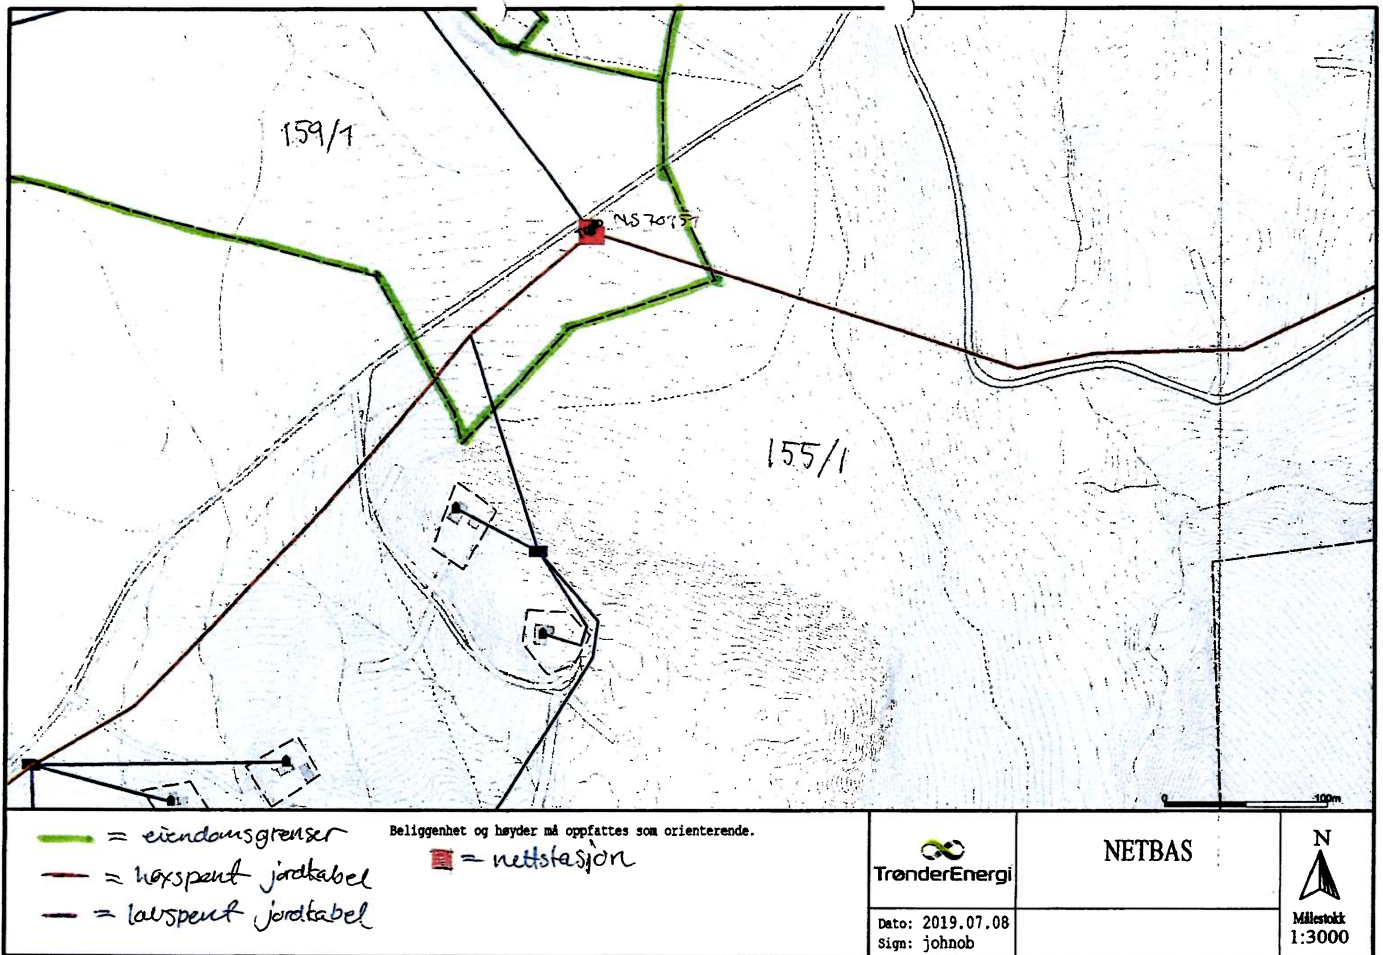 159/1
155/1
100m
0
= eiendomsgrenser
= høyspent jordkabel
= lavspent jordkabel
Beliggenhet og høyder må oppfattes som orienterende.
= nettstasjon
TrønderEnergi
Dato: 2019.07.08
Sign: johnob
NETBAS
N
Målestokk
1:3000